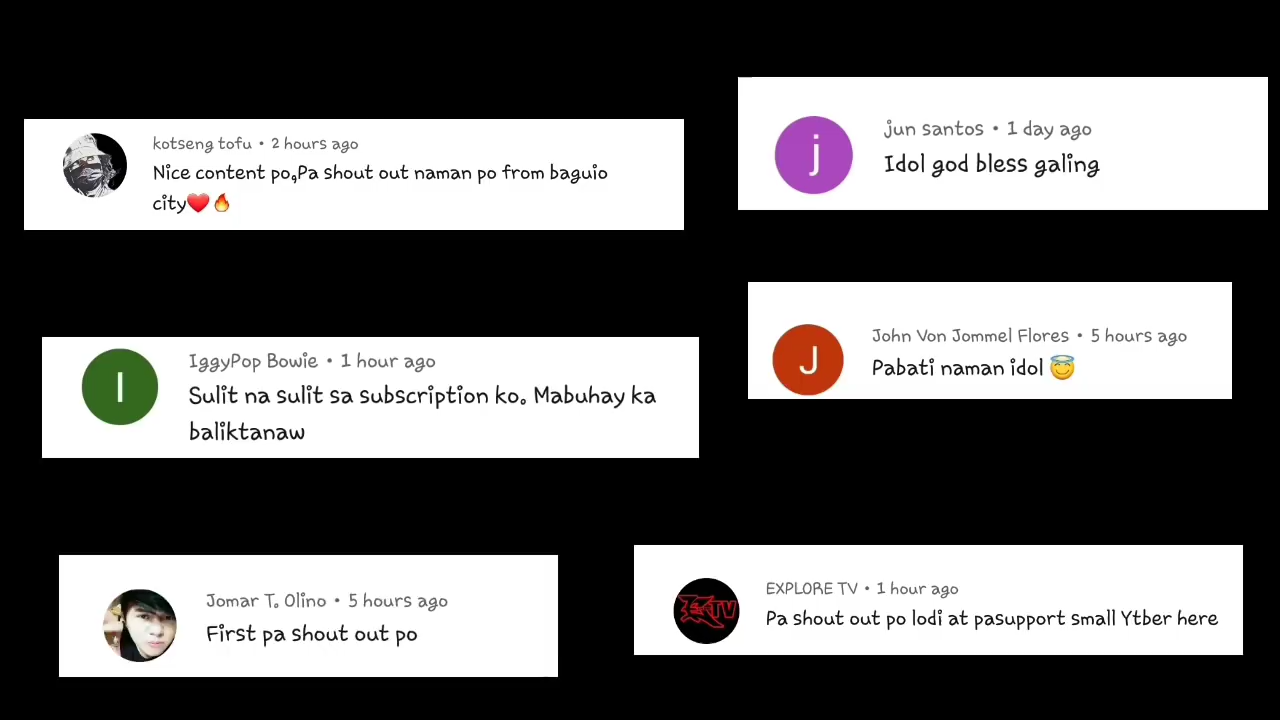 kotseng tofu • 2 hours ago
Nice content po,Pa shout out naman po from baguio
city❤️🔥
j
jun santos • 1 day ago
Idol god bless galing
I
IggyPop Bowie • 1 hour ago
Sulit na sulit sa subscription ko. Mabuhay ka
baliktanaw
J
John Von Jommel Flores • 5 hours ago
Pabati naman idol 😇
Jomar T. Olino • 5 hours ago
First pa shout out po
EXPLORE TV • 1 hour ago
Pa shout out po lodi at pasupport small Ytber here